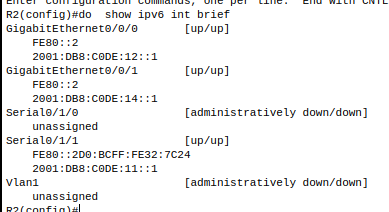 Enter configuration commands, one per line.  End with CNTL
R2(config)#do  show ipv6 int brief
GigabitEthernet0/0/0       [up/up]
    FE80::2
    2001:DB8:C0DE:12::1
GigabitEthernet0/0/1       [up/up]
    FE80::2
    2001:DB8:C0DE:14::1
Serial0/1/0                [administratively down/down]
    unassigned
Serial0/1/1                [up/up]
    FE80::2D0:BCFF:FE32:7C24
    2001:DB8:C0DE:11::1
Vlan1                      [administratively down/down]
    unassigned
R2(config)#